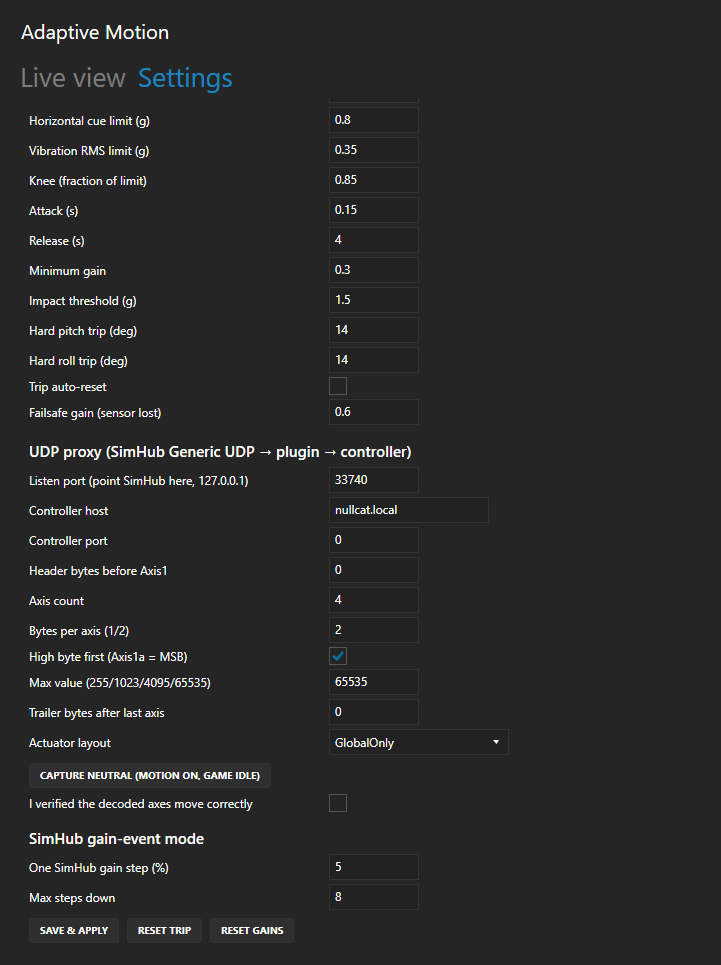 Adaptive Motion
Live view Settings
Horizontal cue limit (g) 0.8
Vibration RMS limit (g) 0.35
Knee (fraction of limit) 0.85
Attack (s) 0.15
Release (s) 4
Minimum gain 0.3
Impact threshold (g) 1.5
Hard pitch trip (deg) 14
Hard roll trip (deg) 14
Trip auto-reset
Failsafe gain (sensor lost) 0.6
UDP proxy (SimHub Generic UDP → plugin → controller)
Listen port (point SimHub here, 127.0.0.1) 33740
Controller host nullcat.local
Controller port 0
Header bytes before Axis1 0
Axis count 4
Bytes per axis (1/2) 2
High byte first (Axis1a = MSB)
Max value (255/1023/4095/65535) 65535
Trailer bytes after last axis 0
Actuator layout GlobalOnly
CAPTURE NEUTRAL (MOTION ON, GAME IDLE)
I verified the decoded axes move correctly
SimHub gain-event mode
One SimHub gain step (%) 5
Max steps down 8
SAVE & APPLY RESET TRIP RESET GAINS